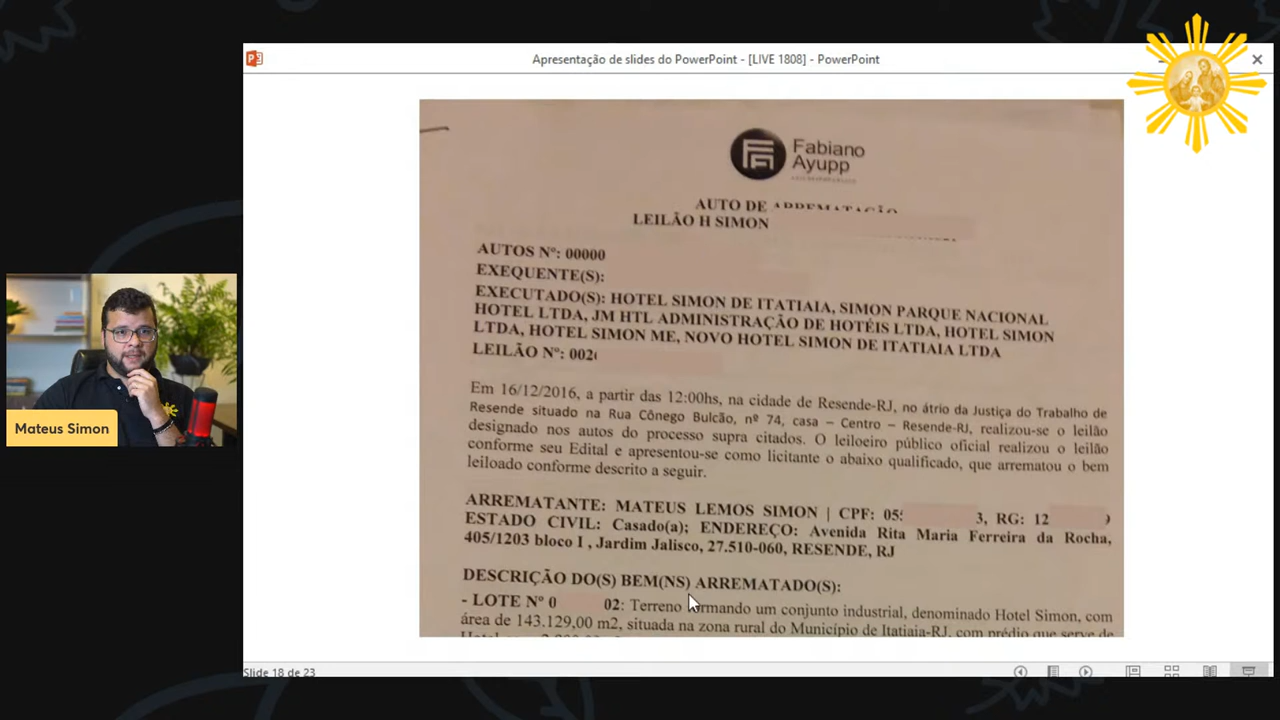 Apresentação de slides do PowerPoint - [LIVE 1808] - PowerPoint
Fabiano
Ayupp
AUTO DE ARREMATAÇÃO
LEILÃO H SIMON
AUTOS Nº: 00000
EXEQUENTE(S):
EXECUTADO(S): HOTEL SIMON DE ITATIAIA, SIMON PARQUE NACIONAL
HOTEL LTDA, JM HTL ADMINISTRAÇÃO DE HOTÉIS LTDA, HOTEL SIMON
LTDA, HOTEL SIMON ME, NOVO HOTEL SIMON DE ITATIAIA LTDA
LEILÃO Nº: 002
Em 16/12/2016, a partir das 12:00hs, na cidade de Resende-RJ, no átrio da Justiça do Trabalho de
Resende situado na Rua Cônego Bulcão, nº 74, casa – Centro – Resende-RJ, realizou-se o leilão
designado nos autos do processo supra citados. O leiloeiro público oficial realizou o leilão
conforme seu Edital e apresentou-se como licitante o abaixo qualificado, que arrematou o bem
leiloado conforme descrito a seguir.
ARREMATANTE: MATEUS LEMOS SIMON | CPF: 05 3, RG: 12
ESTADO CIVIL: Casado(a); ENDEREÇO: Avenida Rita Maria Ferreira da Rocha,
405/1203 bloco I , Jardim Jalisco, 27.510-060, RESENDE, RJ
DESCRIÇÃO DO(S) BEM(NS) ARREMATADO(S):
- LOTE Nº 0 02: Terreno formando um conjunto industrial, denominado Hotel Simon, com
área de 143.129,00 m2, situada na zona rural do Município de Itatiaia-RJ, com prédio que serve de
Mateus Simon
Slide 18 de 23